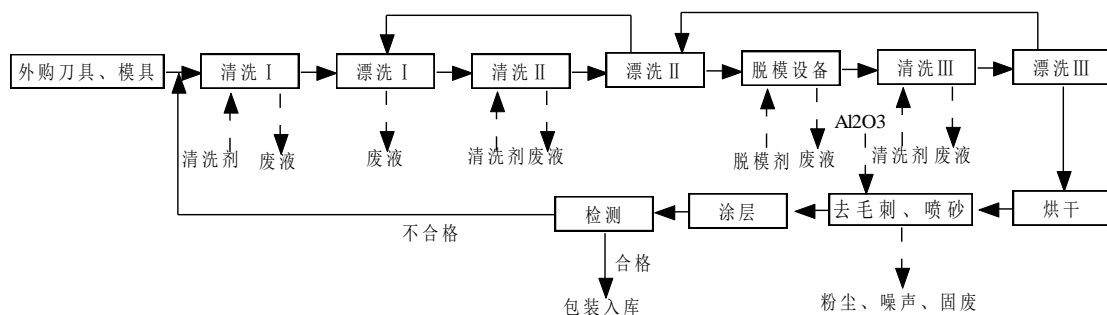 外购刀具、模具
清洗Ⅰ
漂洗Ⅰ
清洗Ⅱ
漂洗Ⅱ
脱模设备
清洗Ⅲ
漂洗Ⅲ
清洗剂
废液
废液
清洗剂
废液
脱模剂
废液
Al2O3
清洗剂
废液
不合格
检测
涂层
去毛刺、喷砂
烘干
合格
包装入库
粉尘、噪声、固废